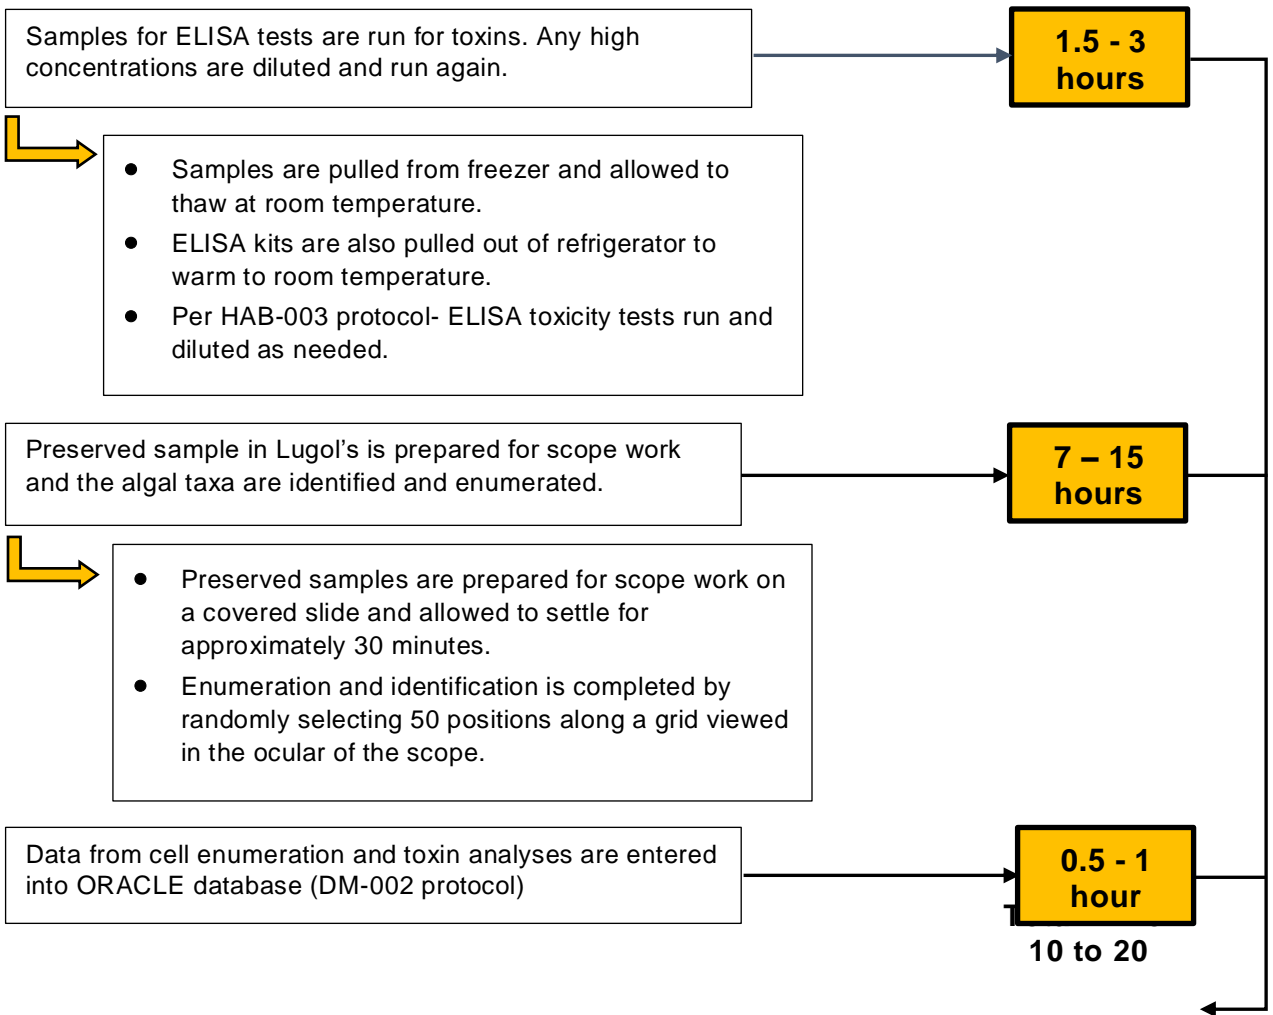 Samples for ELISA tests are run for toxins. Any high
concentrations are diluted and run again.
1.5 - 3
hours
● Samples are pulled from freezer and allowed to
thaw at room temperature.
● ELISA kits are also pulled out of refrigerator to
warm to room temperature.
● Per HAB-003 protocol- ELISA toxicity tests run and
diluted as needed.
Preserved sample in Lugol’s is prepared for scope work
and the algal taxa are identified and enumerated.
7 – 15
hours
● Preserved samples are prepared for scope work on
a covered slide and allowed to settle for
approximately 30 minutes.
● Enumeration and identification is completed by
randomly selecting 50 positions along a grid viewed
in the ocular of the scope.
Data from cell enumeration and toxin analyses are entered
into ORACLE database (DM-002 protocol)
0.5 - 1
hour
10 to 20